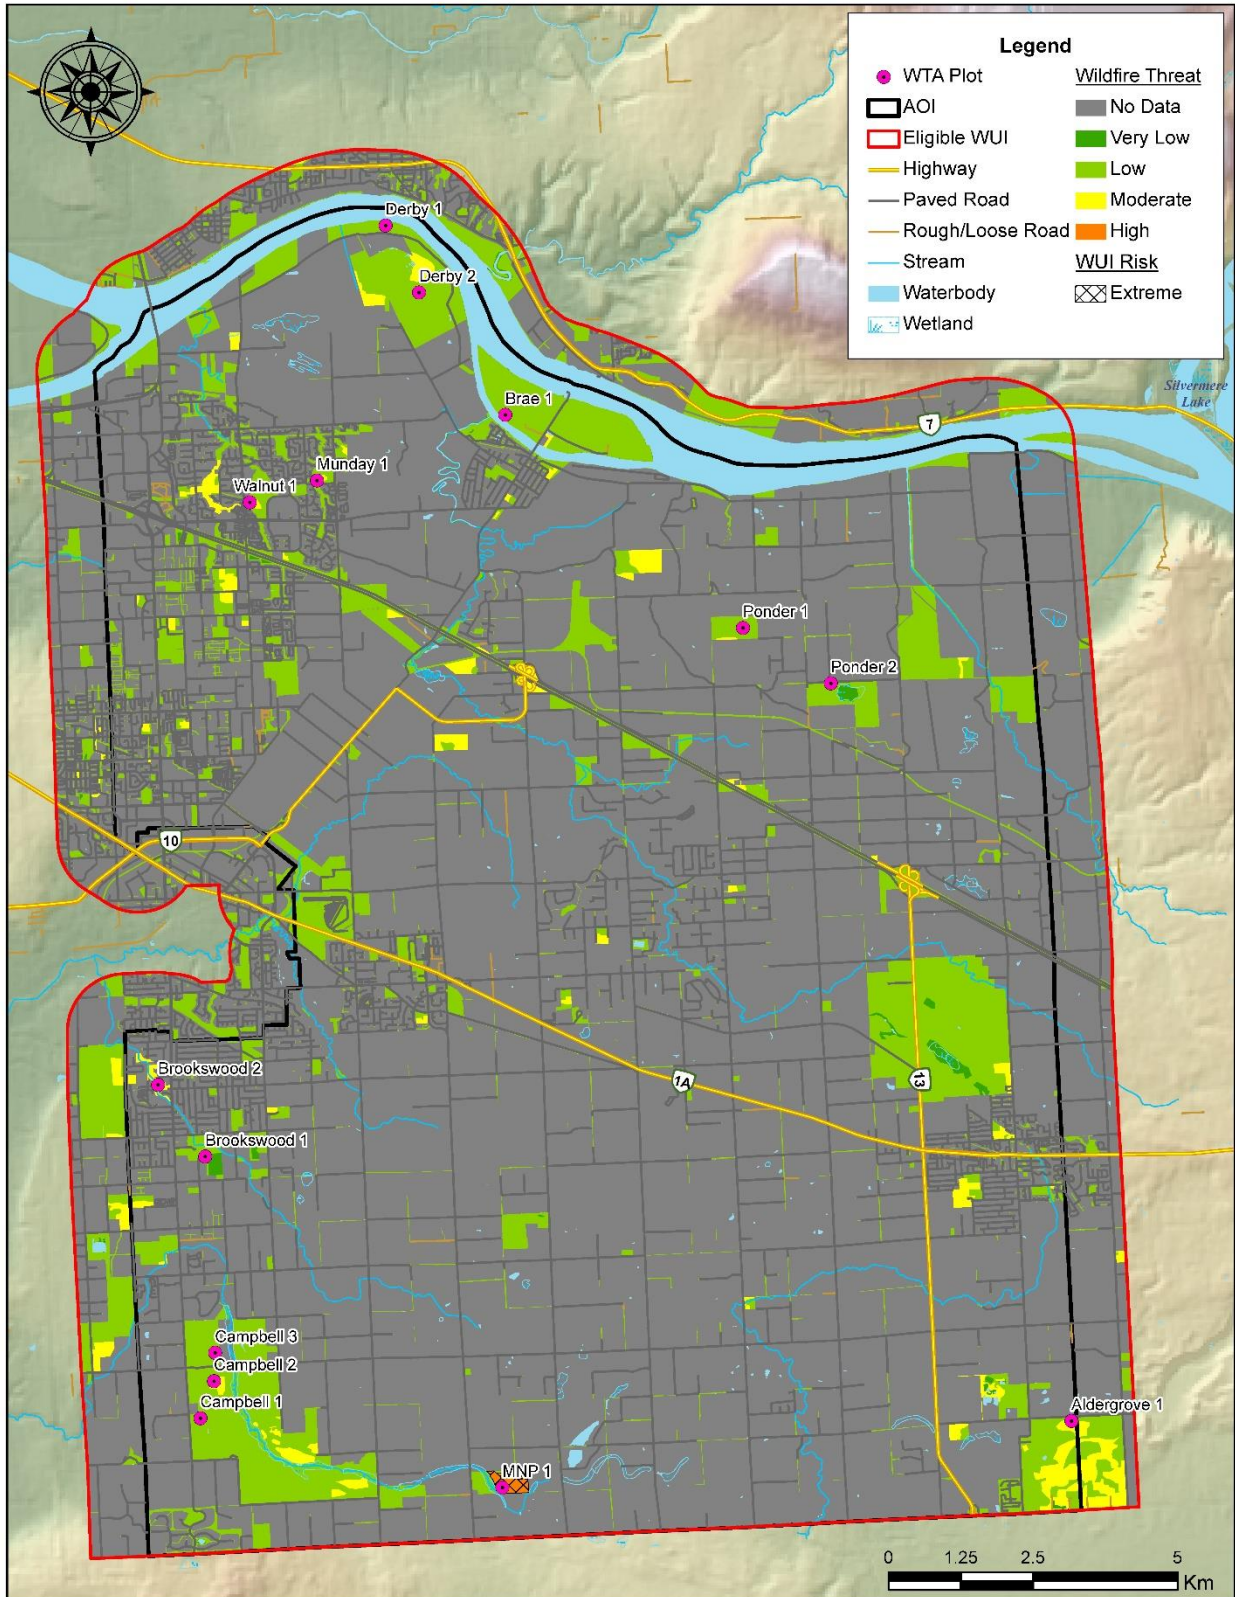 Legend
WTA Plot
AOI
Eligible WUI
Highway
Paved Road
Rough/Loose Road
Stream
Waterbody
Wetland
Wildfire Threat
No Data
Very Low
Low
Moderate
High
WUI Risk
Extreme
Derby 1
Derby 2
Silvermere
Lake
Brae 1
7
Munday 1
Walnut 1
Ponder 1
Ponder 2
10
Brookswood 2
1A
13
Brookswood 1
Campbell 3
Campbell 2
Campbell 1
Aldergrove 1
MNP 1
0 1.25 2.5 5
Km